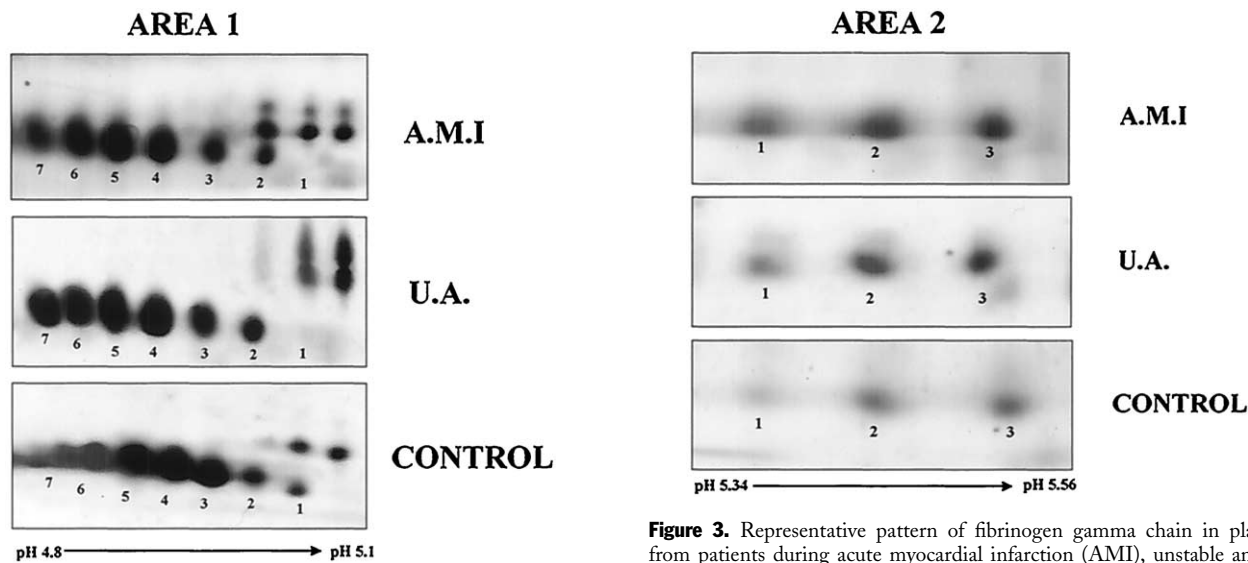 AREA 1
A.M.I
7 6 5 4 3 2 1
U.A.
7 6 5 4 3 2 1
CONTROL
7 6 5 4 3 2 1
pH 4.8 pH 5.1
AREA 2
A.M.I
1 2 3
U.A.
1 2 3
CONTROL
1 2 3
pH 5.34 pH 5.56
Figure 3. Representative pattern of fibrinogen gamma chain in
from patients during acute myocardial infarction (AMI), unstable